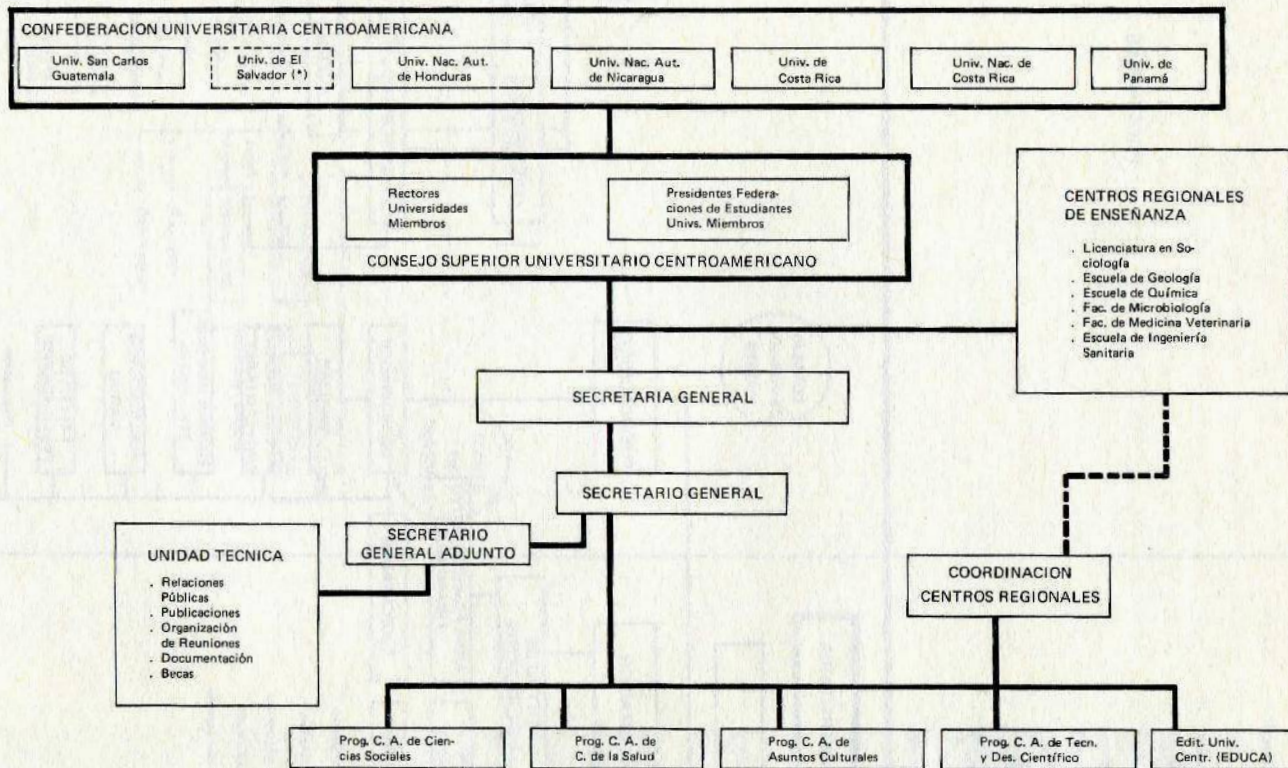 CONFEDERACION UNIVERSITARIA CENTROAMERICANA
Univ. San Carlos
Guatemala
Univ. de El
Salvador (*)
Univ. Nac. Aut.
de Honduras
Univ. Nac. Aut.
de Nicaragua
Univ. de
Costa Rica
Univ. Nac. de
Costa Rica
Univ. de
Panamá
Rectores
Universidades
Miembros
Presidentes Federa-
ciones de Estudiantes
Univs. Miembros
CONSEJO SUPERIOR UNIVERSITARIO CENTROAMERICANO
CENTROS REGIONALES
DE ENSEÑANZA
. Licenciatura en So-
ciología
. Escuela de Geología
. Escuela de Química
. Fac. de Microbiología
. Fac. de Medicina Veterinaria
. Escuela de Ingeniería
Sanitaria
SECRETARIA GENERAL
SECRETARIO GENERAL
SECRETARIO
GENERAL ADJUNTO
UNIDAD TECNICA
. Relaciones
Públicas
. Publicaciones
. Organización
de Reuniones
. Documentación
. Becas
COORDINACION
CENTROS REGIONALES
Prog. C. A. de Cien-
cias Sociales
Prog. C. A. de
C. de la Salud
Prog. C. A. de
Asuntos Culturales
Prog. C. A. de Tecn.
y Des. Científico
Edit. Univ.
Centr. (EDUCA)